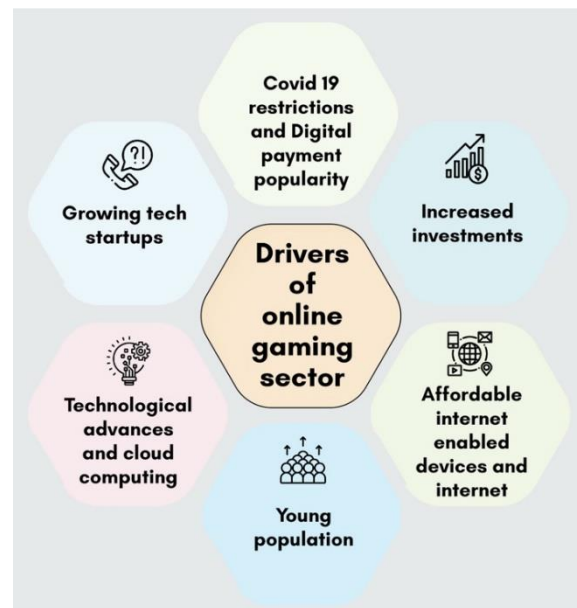 Covid 19
restrictions
and Digital
payment
popularity
?!
Growing tech
startups
$
Increased
investments
Drivers
of
online
gaming
sector
Technological
advances
and cloud
computing
Affordable
internet
enabled
devices and
internet
Young
population